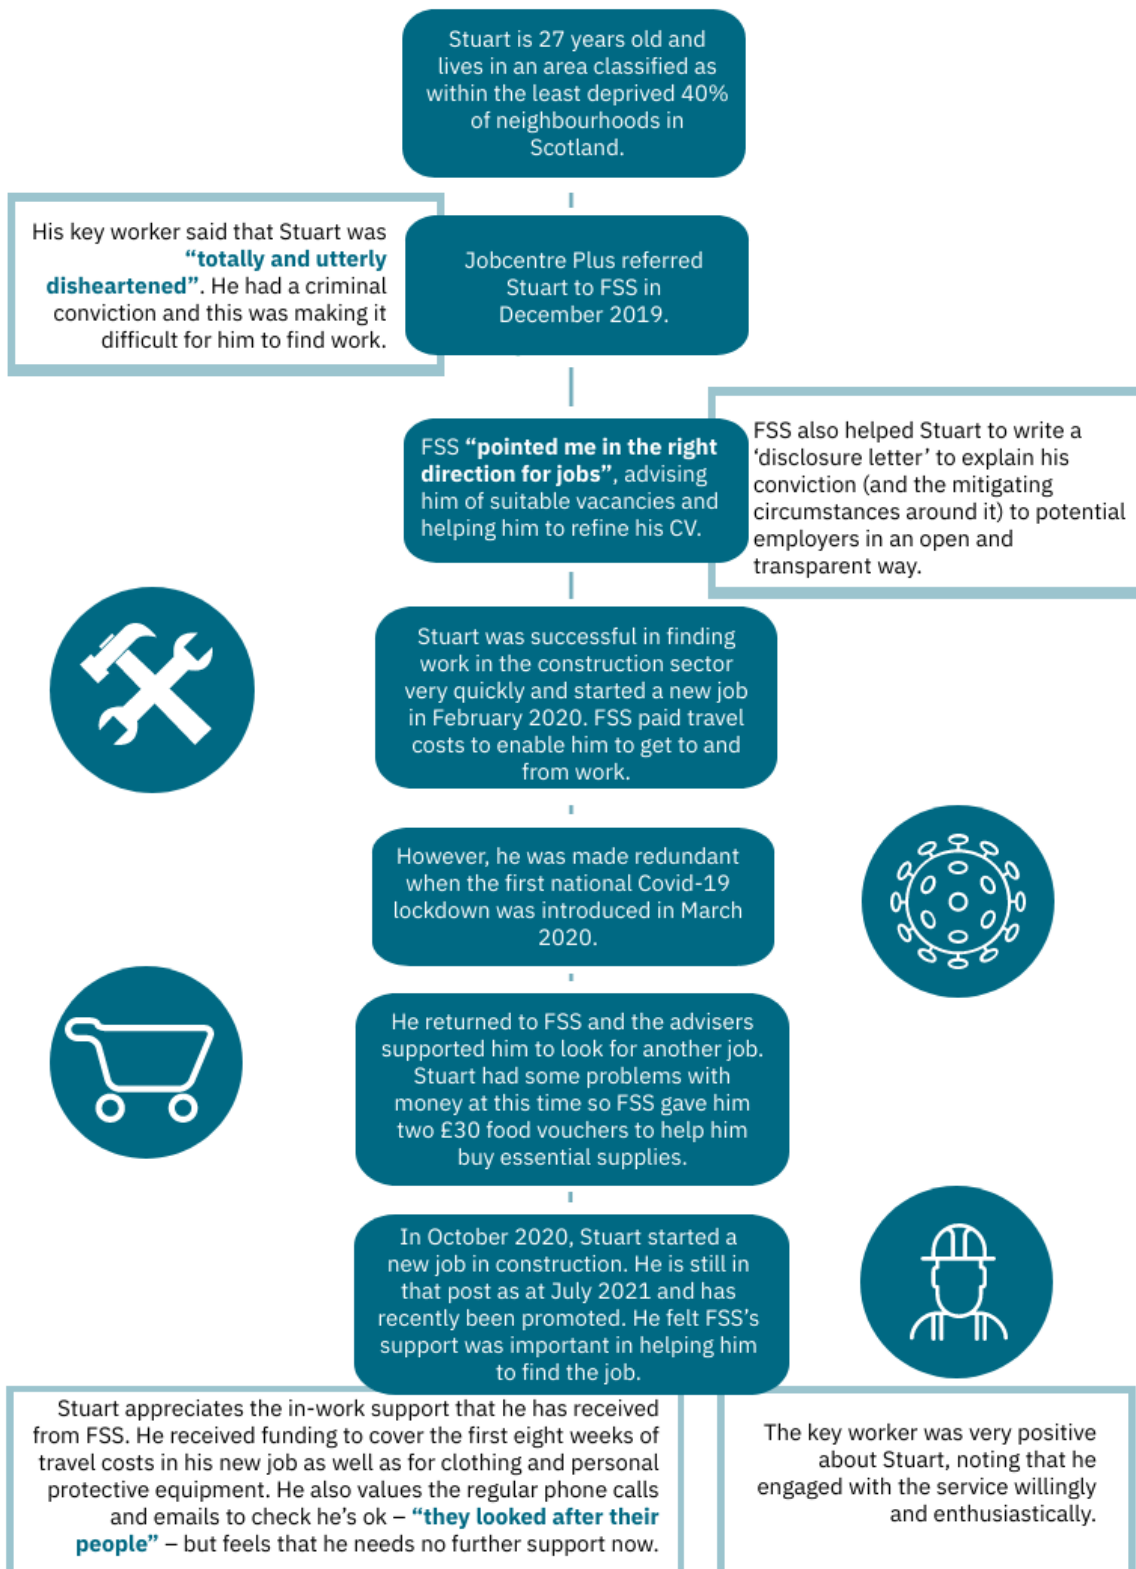 Stuart is 27 years old and
lives in an area classified as
within the least deprived 40%
of neighbourhoods in
Scotland.
His key worker said that Stuart was
“totally and utterly
disheartened”. He had a criminal
conviction and this was making it
difficult for him to find work.
Jobcentre Plus referred
Stuart to FSS in
December 2019.
FSS “pointed me in the right
direction for jobs”, advising
him of suitable vacancies and
helping him to refine his CV.
FSS also helped Stuart to write a
‘disclosure letter’ to explain his
conviction (and the mitigating
circumstances around it) to potential
employers in an open and
transparent way.
Stuart was successful in finding
work in the construction sector
very quickly and started a new job
in February 2020. FSS paid travel
costs to enable him to get to and
from work.
However, he was made redundant
when the first national Covid-19
lockdown was introduced in March
2020.
He returned to FSS and the advisers
supported him to look for another job.
Stuart had some problems with
money at this time so FSS gave him
two £30 food vouchers to help him
buy essential supplies.
In October 2020, Stuart started a
new job in construction. He is still in
that post as at July 2021 and has
recently been promoted. He felt FSS’s
support was important in helping him
to find the job.
Stuart appreciates the in-work support that he has received
from FSS. He received funding to cover the first eight weeks of
travel costs in his new job as well as for clothing and personal
protective equipment. He also values the regular phone calls
and emails to check he’s ok – “they looked after their
people” – but feels that he needs no further support now.
The key worker was very positive
about Stuart, noting that he
engaged with the service willingly
and enthusiastically.